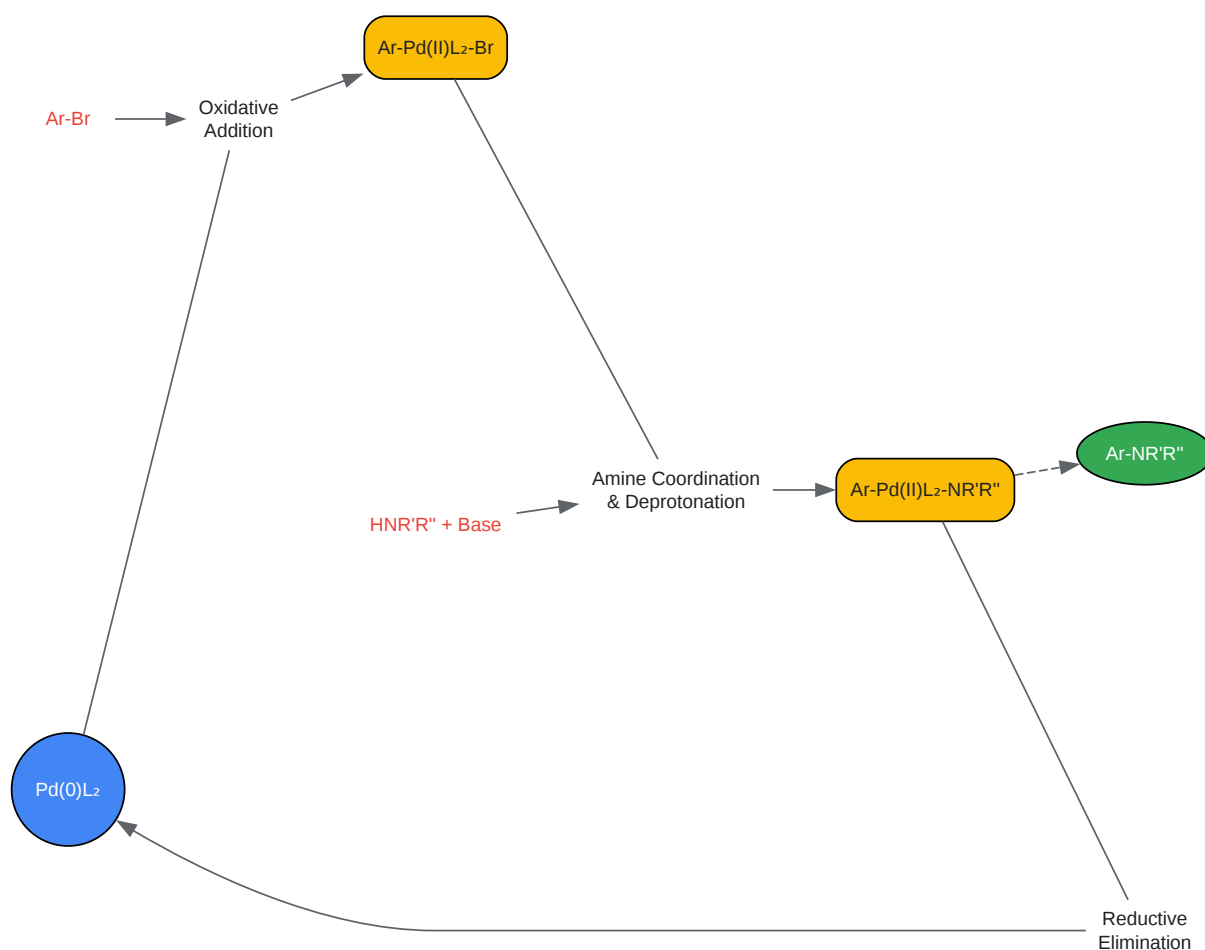 Ar-Pd(II)L₂-Br
Ar-Br
Oxidative
Addition
Ar-NR'R''
Amine Coordination
& Deprotonation
Ar-Pd(II)L₂-NR'R''
HNR'R'' + Base
Pd(0)L₂
Reductive
Elimination